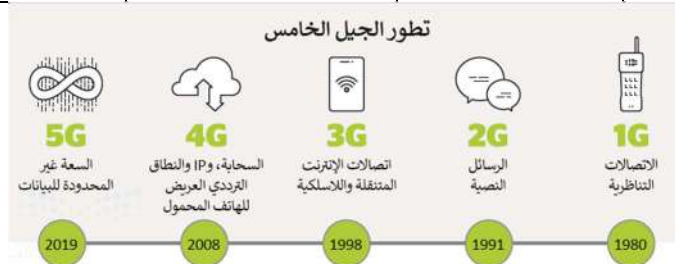 تطور الجيل الخامس
1G
الاتصالات
التناظرية
1980
2G
الرسائل
النصية
1991
3G
اتصالات الإنترنت
المتنقلة واللاسلكية
1998
4G
السحابة، وIP والنطاق
الترددي العريض
للهاتف المحمول
2008
5G
السعة غير
المحدودة للبيانات
2019